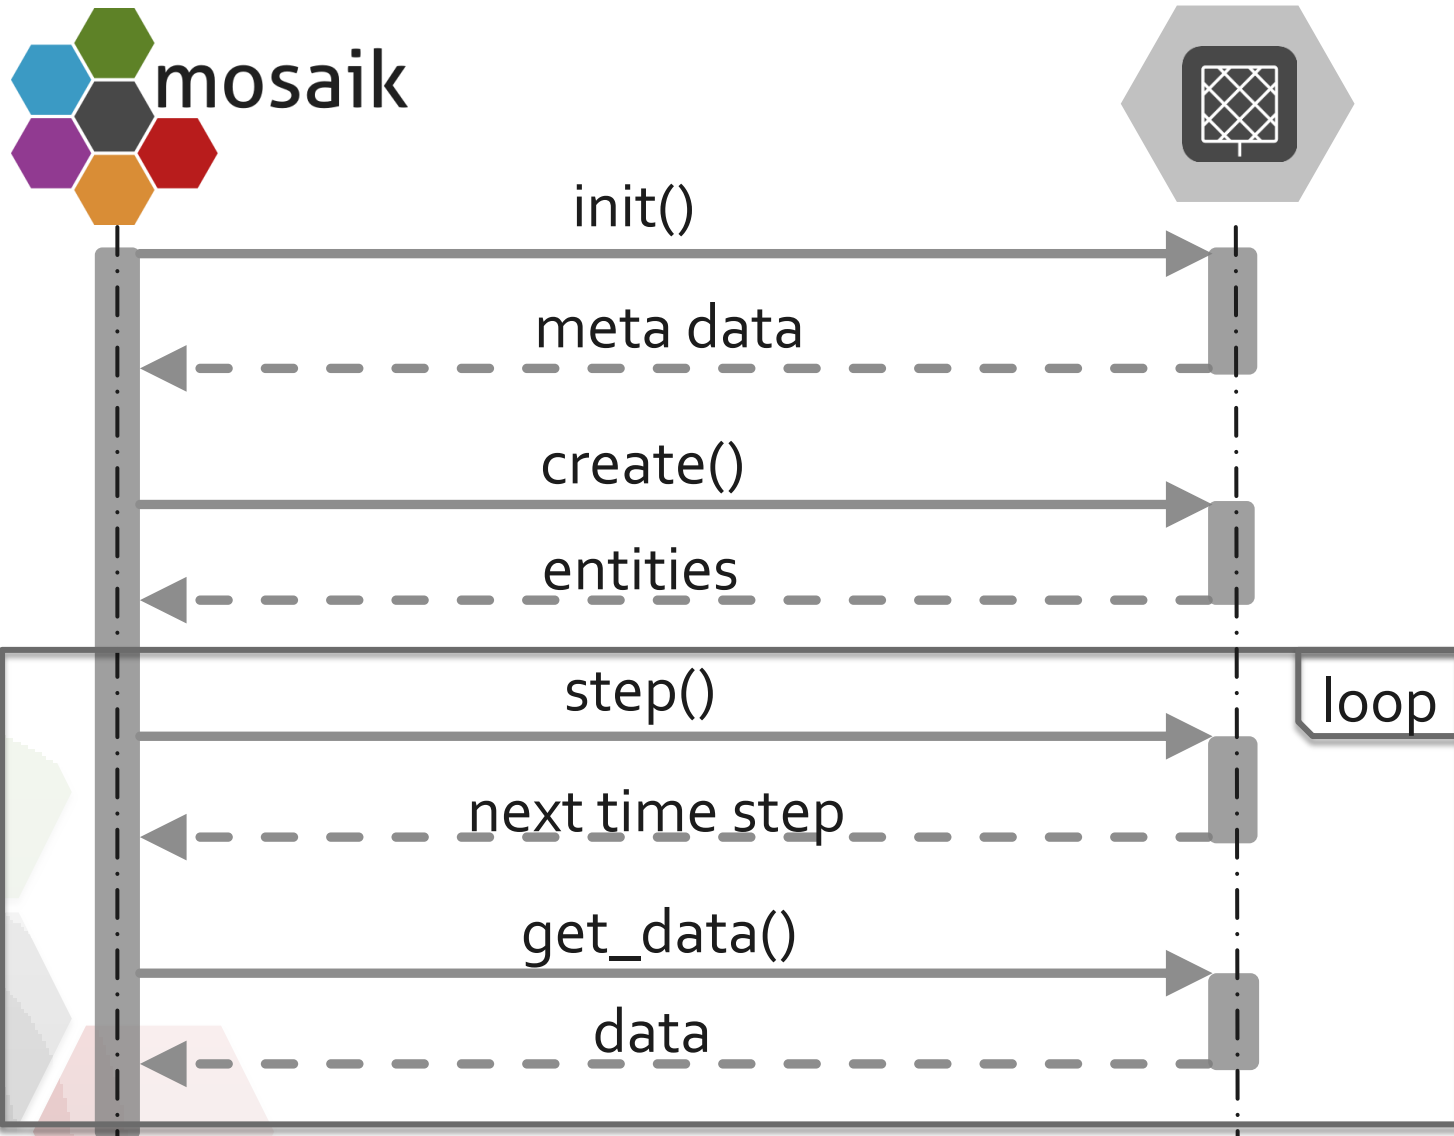 mosaik
init()
meta data
create()
entities
step()
loop
next time step
get_data()
data